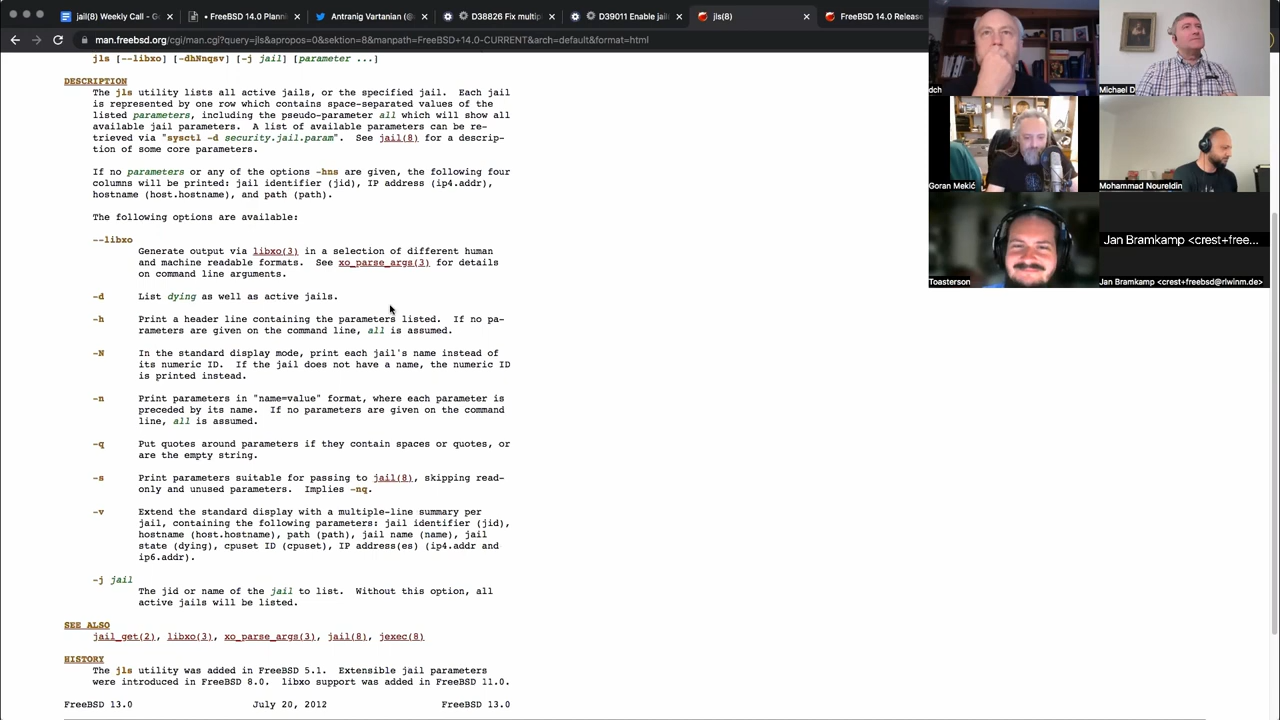 jail(8) Weekly Call - G
• FreeBSD 14.0 Planni
Antranig Vartanian (@
D38826 Fix multip
D39011 Enable jail
jls(8)
FreeBSD 14.0 Release
man.freebsd.org/cgi/man.cgi?query=jls&apropos=0&sektion=8&manpath=FreeBSD+14.0-CURRENT&arch=default&format=html
jls [--libxo] [-dhNnqsv] [-j jail] [parameter ...]
DESCRIPTION
The jls utility lists all active jails, or the specified jail. Each jail
is represented by one row which contains space-separated values of the
listed parameters, including the pseudo-parameter all which will show all
available jail parameters. A list of available parameters can be re-
trieved via "sysctl -d security.jail.param". See jail(8) for a descrip-
tion of some core parameters.
If no parameters or any of the options -hns are given, the following four
columns will be printed: jail identifier (jid), IP address (ip4.addr),
hostname (host.hostname), and path (path).
The following options are available:
--libxo
Generate output via libxo(3) in a selection of different human
and machine readable formats. See xo_parse_args(3) for details
on command line arguments.
-d List dying as well as active jails.
-h Print a header line containing the parameters listed. If no pa-
rameters are given on the command line, all is assumed.
-N In the standard display mode, print each jail's name instead of
its numeric ID. If the jail does not have a name, the numeric ID
is printed instead.
-n Print parameters in "name=value" format, where each parameter is
preceded by its name. If no parameters are given on the command
line, all is assumed.
-q Put quotes around parameters if they contain spaces or quotes, or
are the empty string.
-s Print parameters suitable for passing to jail(8), skipping read-
only and unused parameters. Implies -nq.
-v Extend the standard display with a multiple-line summary per
jail, containing the following parameters: jail identifier (jid),
hostname (host.hostname), path (path), jail name (name), jail
state (dying), cpuset ID (cpuset), IP address(es) (ip4.addr and
ip6.addr).
-j jail
The jid or name of the jail to list. Without this option, all
active jails will be listed.
SEE ALSO
jail_get(2), libxo(3), xo_parse_args(3), jail(8), jexec(8)
HISTORY
The jls utility was added in FreeBSD 5.1. Extensible jail parameters
were introduced in FreeBSD 8.0. libxo support was added in FreeBSD 11.0.
FreeBSD 13.0 July 20, 2012 FreeBSD 13.0
dch
Michael D
Goran Mekić
Mohammad Noureldin
Toasterson
Jan Bramkamp <crest+free...
Jan Bramkamp <crest+freebsd@rlwinm.de>